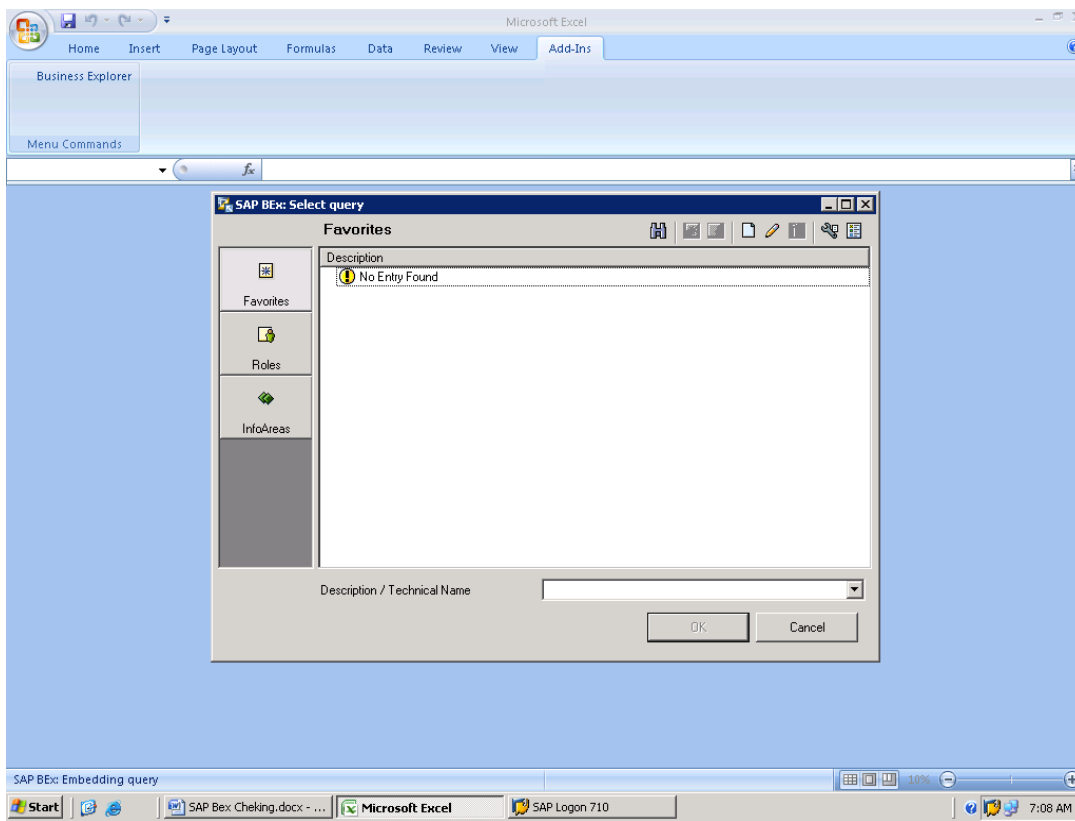 Microsoft Excel
Home Insert Page Layout Formulas Data Review View Add-Ins
Business Explorer
Menu Commands
fx
SAP BEx: Select query
Favorites
Description
No Entry Found
Favorites
Roles
InfoAreas
Description / Technical Name
OK Cancel
SAP BEx: Embedding query 10%
Start SAP Bex Cheking.docx - ... Microsoft Excel SAP Logon 710 7:08 AM